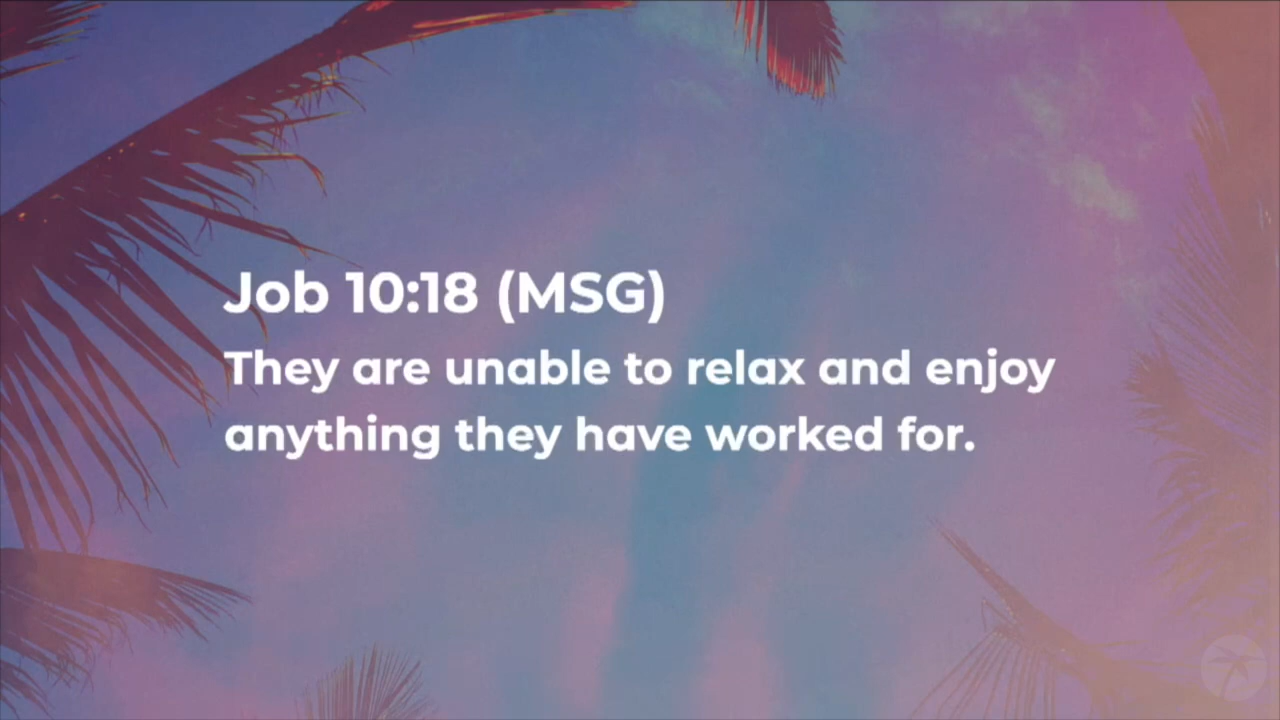 Job 10:18 (MSG)
They are unable to relax and enjoy
anything they have worked for.